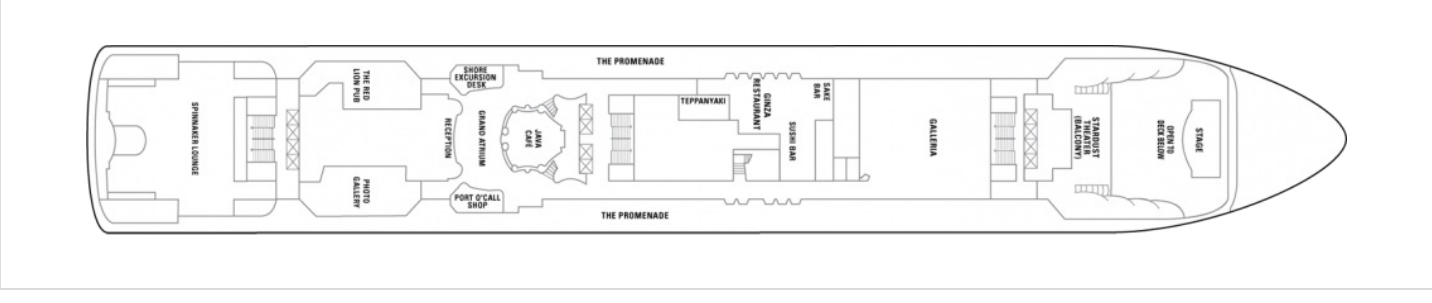 THE PROMENADE
SPINNAKER LOUNGE
THE RED
LION PUB
PHOTO
GALLERY
RECEPTION
SHORE
EXCURSION
DESK
GRAND ATRIUM
PORT O'CALL
SHOP
JAVA
CAFÉ
TEPPANYAKI
GINZA
RESTAURANT
SUSHI BAR
SAKE
BAR
GALLERIA
STARDUST
THEATER
(BALCONY)
OPEN TO
DECK BELOW
STAGE
THE PROMENADE